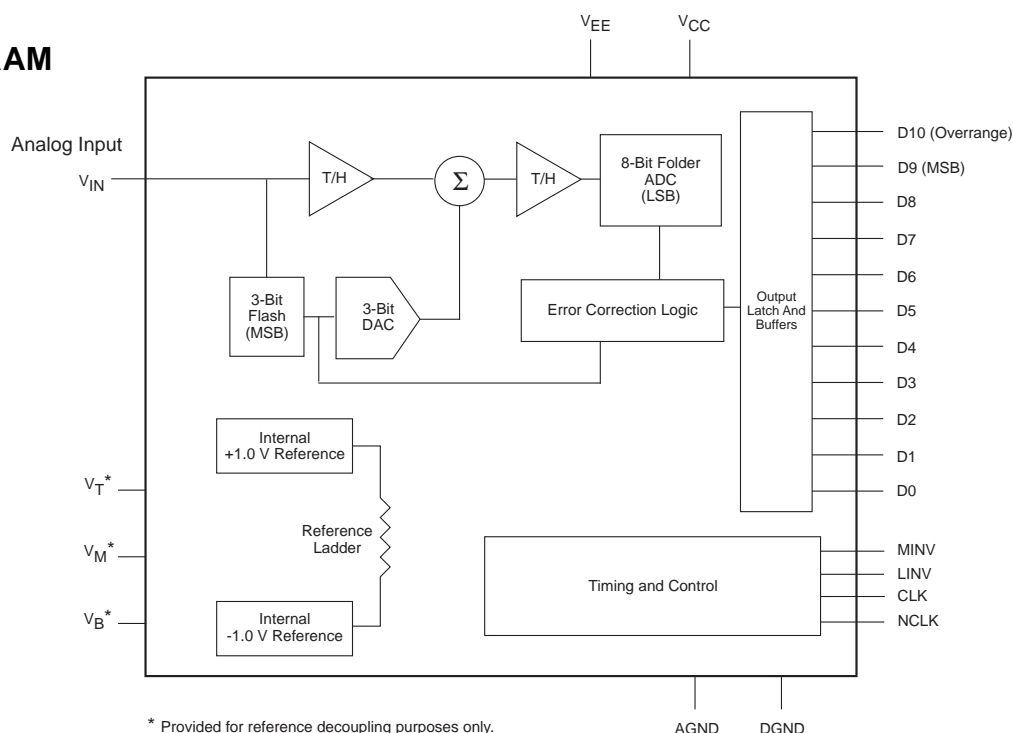 AM
VEE
VCC
Analog Input
VIN
T/H
Σ
T/H
8-Bit Folder
ADC
(LSB)
3-Bit
Flash
(MSB)
3-Bit
DAC
Error Correction Logic
Output
Latch And
Buffers
D10 (Overrange)
D9 (MSB)
D8
D7
D6
D5
D4
D3
D2
D1
D0
Internal
+1.0 V Reference
Reference
Ladder
Internal
-1.0 V Reference
VT*
VM*
VB*
Timing and Control
MINV
LINV
CLK
NCLK
AGND
DGND
* Provided for reference decoupling purposes only.